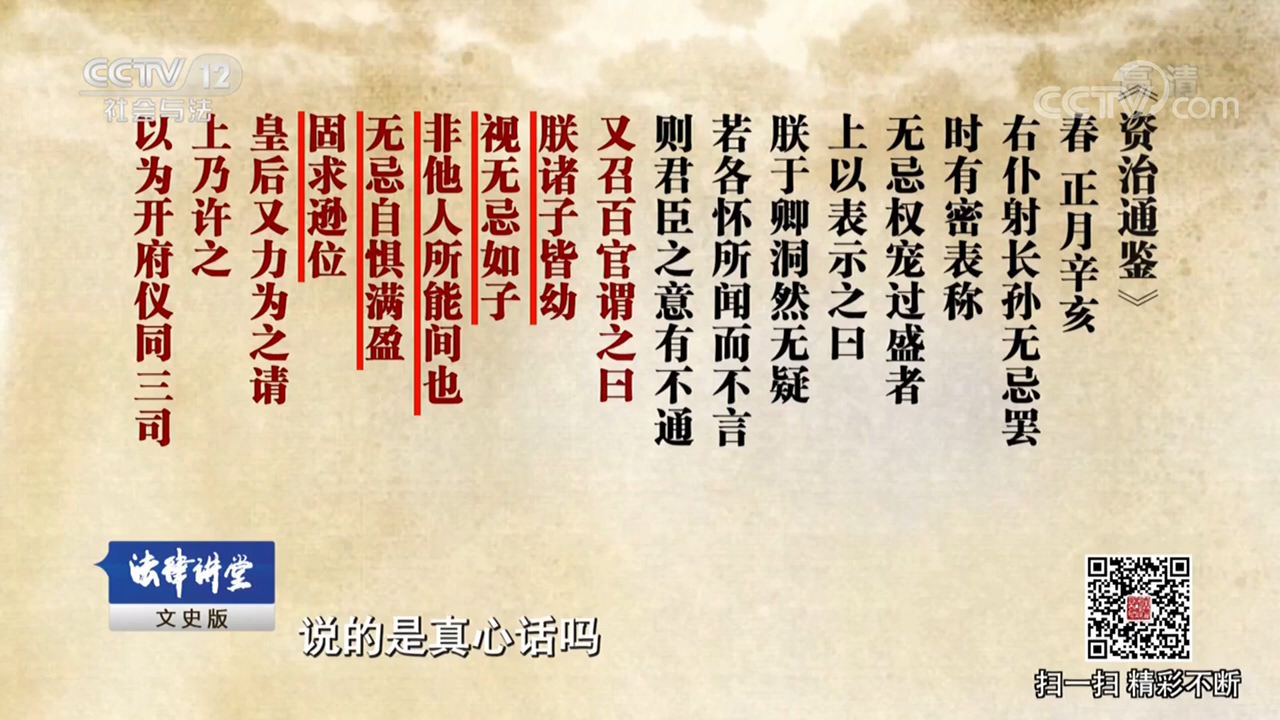 CCTV 12
社会与法
高清
CCTV.com
《资治通鉴》
春 正月辛亥
右仆射长孙无忌罢
时有密表称
无忌权宠过盛者
上以表示之曰
朕于卿洞然无疑
若各怀所闻而不言
则君臣之意有不通
又召百官谓之曰
朕诸子皆幼
视无忌如子
非他人所能间也
无忌自惧满盈
固求逊位
皇后又力为之请
上乃许之
以为开府仪同三司
法律讲堂
文史版
说的是真心话吗
扫一扫 精彩不断